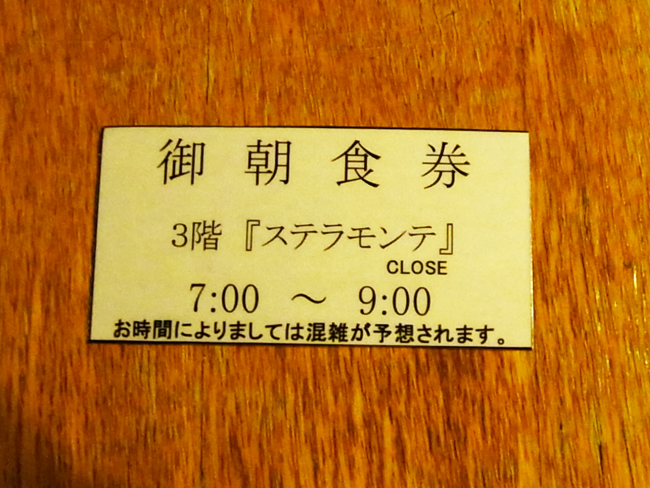 御朝食券
3階『ステラモンテ』
CLOSE
7:00 ～ 9:00
お時間によりましては混雑が予想されます。